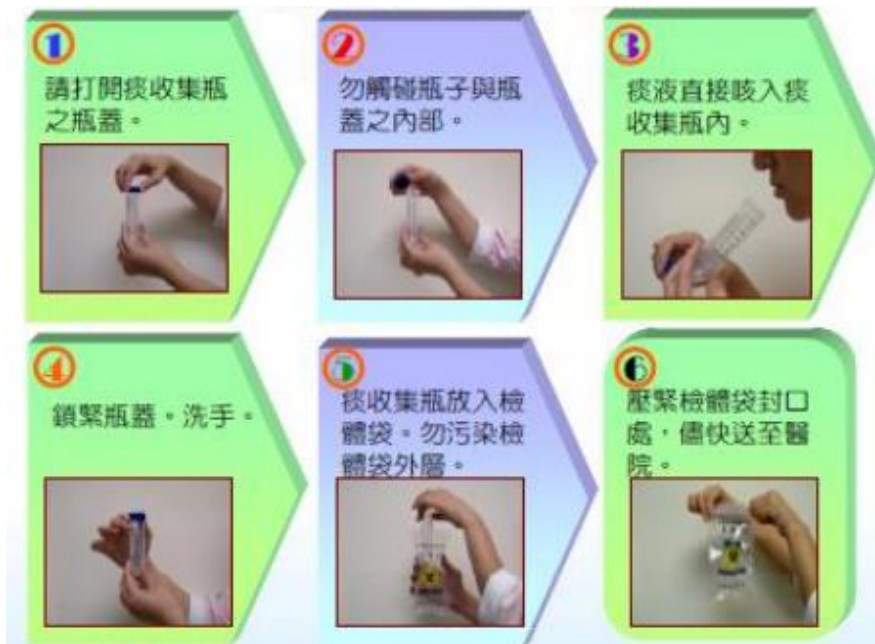 1
請打開痰收集瓶
之瓶蓋。
2
勿觸碰瓶子與瓶
蓋之內部。
3
痰液直接咳入痰
收集瓶內。
4
鎖緊瓶蓋。洗手。
5
痰收集瓶放入檢
體袋。勿污染檢
體袋外層。
6
壓緊檢體袋封口
處,儘快送至醫
院。